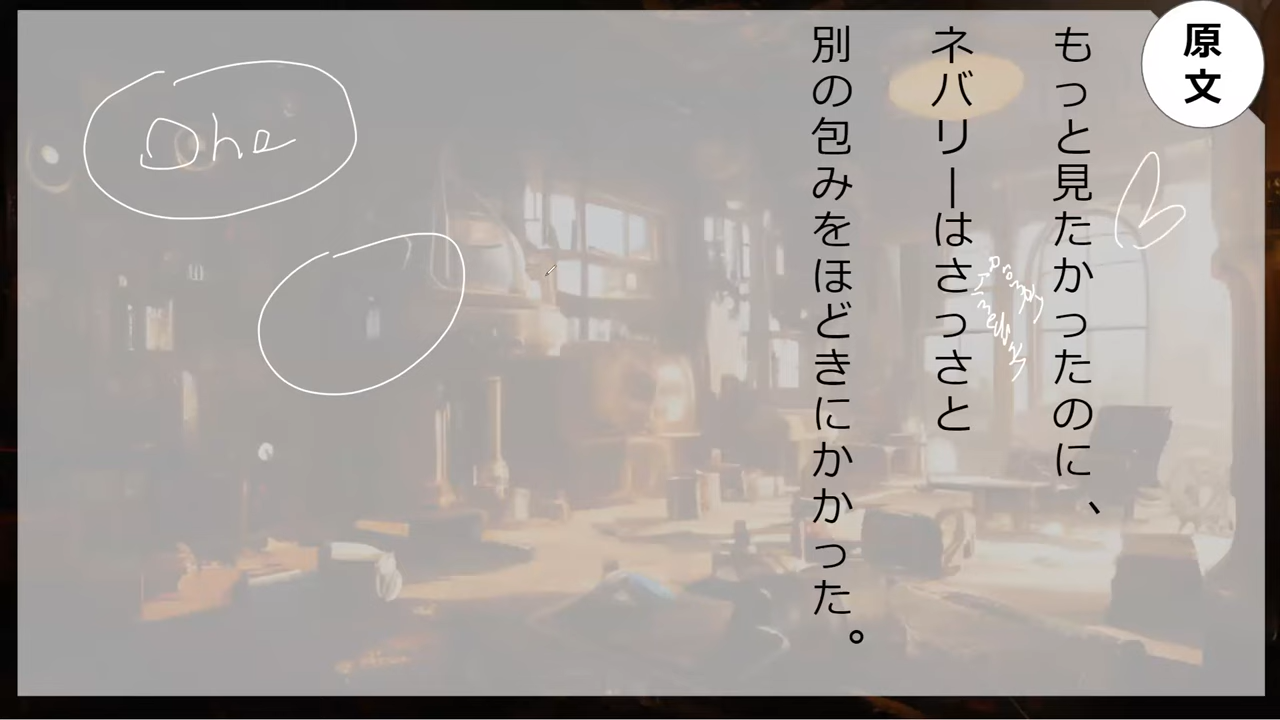 原文
もっと見たかったのに、
ネバリーはさっさと
別の包みをほどきにかかった。
One